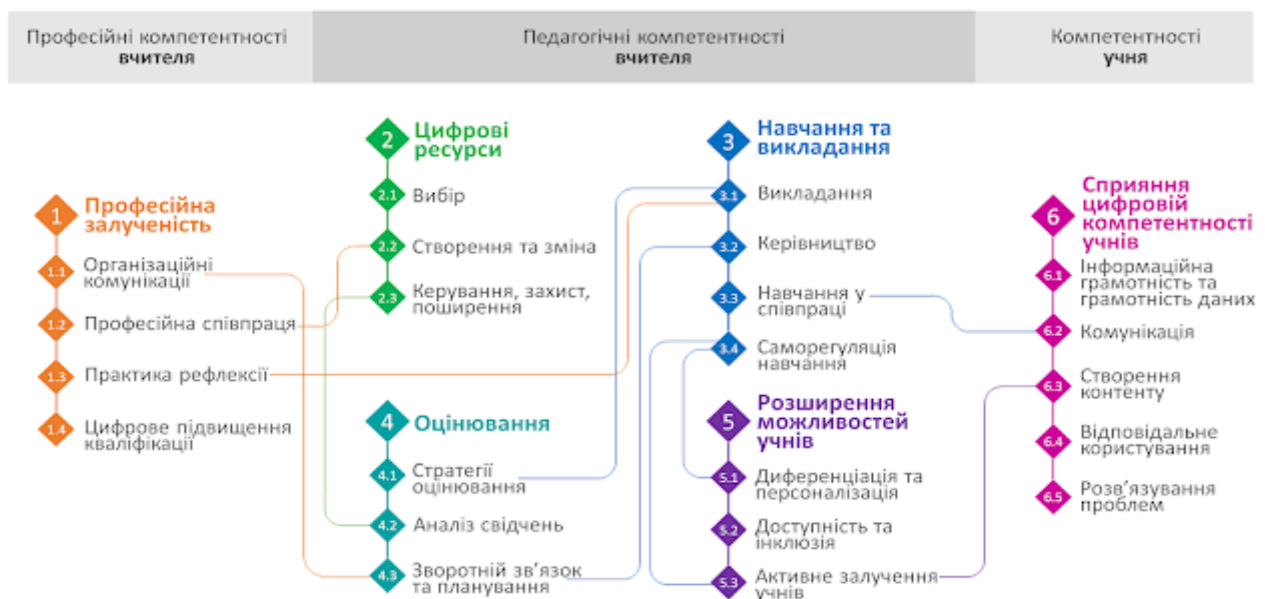 Професійні компетентності
вчителя
Педагогічні компетентності
вчителя
Компетентності
учня
1
Професійна
залученість
1.1
Організаційні
комунікації
1.2
Професійна співпраця
1.3
Практика рефлексії
1.4
Цифрове підвищення
кваліфікації
2
Цифрові
ресурси
2.1
Вибір
2.2
Створення та зміна
2.3
Керування, захист,
поширення
4
Оцінювання
4.1
Стратегії
оцінювання
4.2
Аналіз свідчень
4.3
Зворотній зв'язок
та планування
3
Навчання та
викладання
3.1
Викладання
3.2
Керівництво
3.3
Навчання у
співпраці
3.4
Саморегуляція
навчання
5
Розширення
можливостей
учнів
5.1
Диференціація та
персоналізація
5.2
Доступність та
інклюзія
5.3
Активне залучення
учнів
6
Сприяння
цифровій
компетентності
учнів
6.1
Інформаційна
грамотність та
грамотність даних
6.2
Комунікація
6.3
Створення
контенту
6.4
Відповідальне
користування
6.5
Розв'язування
проблем